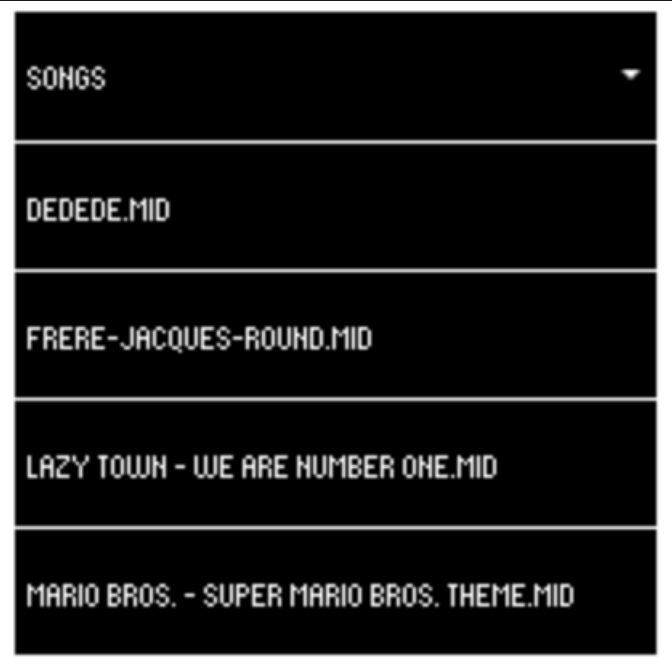 SONGS
DEDEDE.MID
FRERE-JACQUES-ROUND.MID
LAZY TOWN - WE ARE NUMBER ONE.MID
MARIO BROS. - SUPER MARIO BROS. THEME.MID